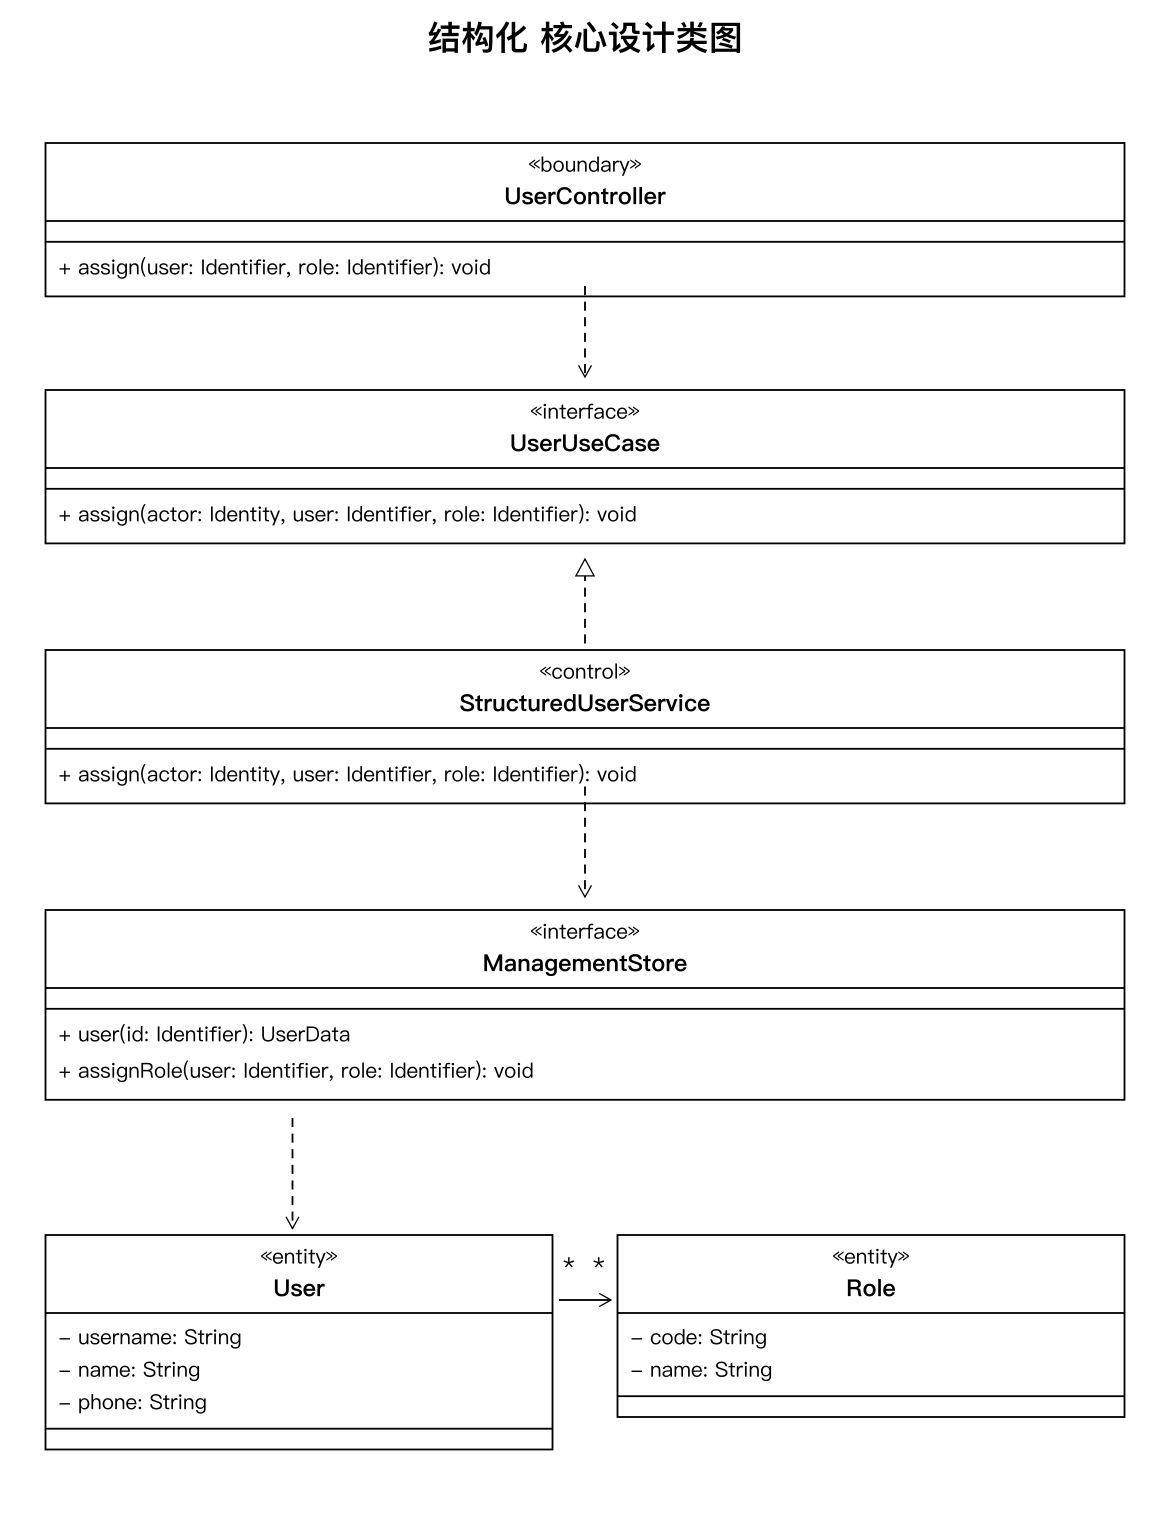 结构化 核心设计类图
«boundary»
UserController
+ assign(user: Identifier, role: Identifier): void
«interface»
UserUseCase
+ assign(actor: Identity, user: Identifier, role: Identifier): void
«control»
StructuredUserService
+ assign(actor: Identity, user: Identifier, role: Identifier): void
«interface»
ManagementStore
+ user(id: Identifier): UserData
+ assignRole(user: Identifier, role: Identifier): void
«entity»
User
– username: String
– name: String
– phone: String
* *
«entity»
Role
– code: String
– name: String